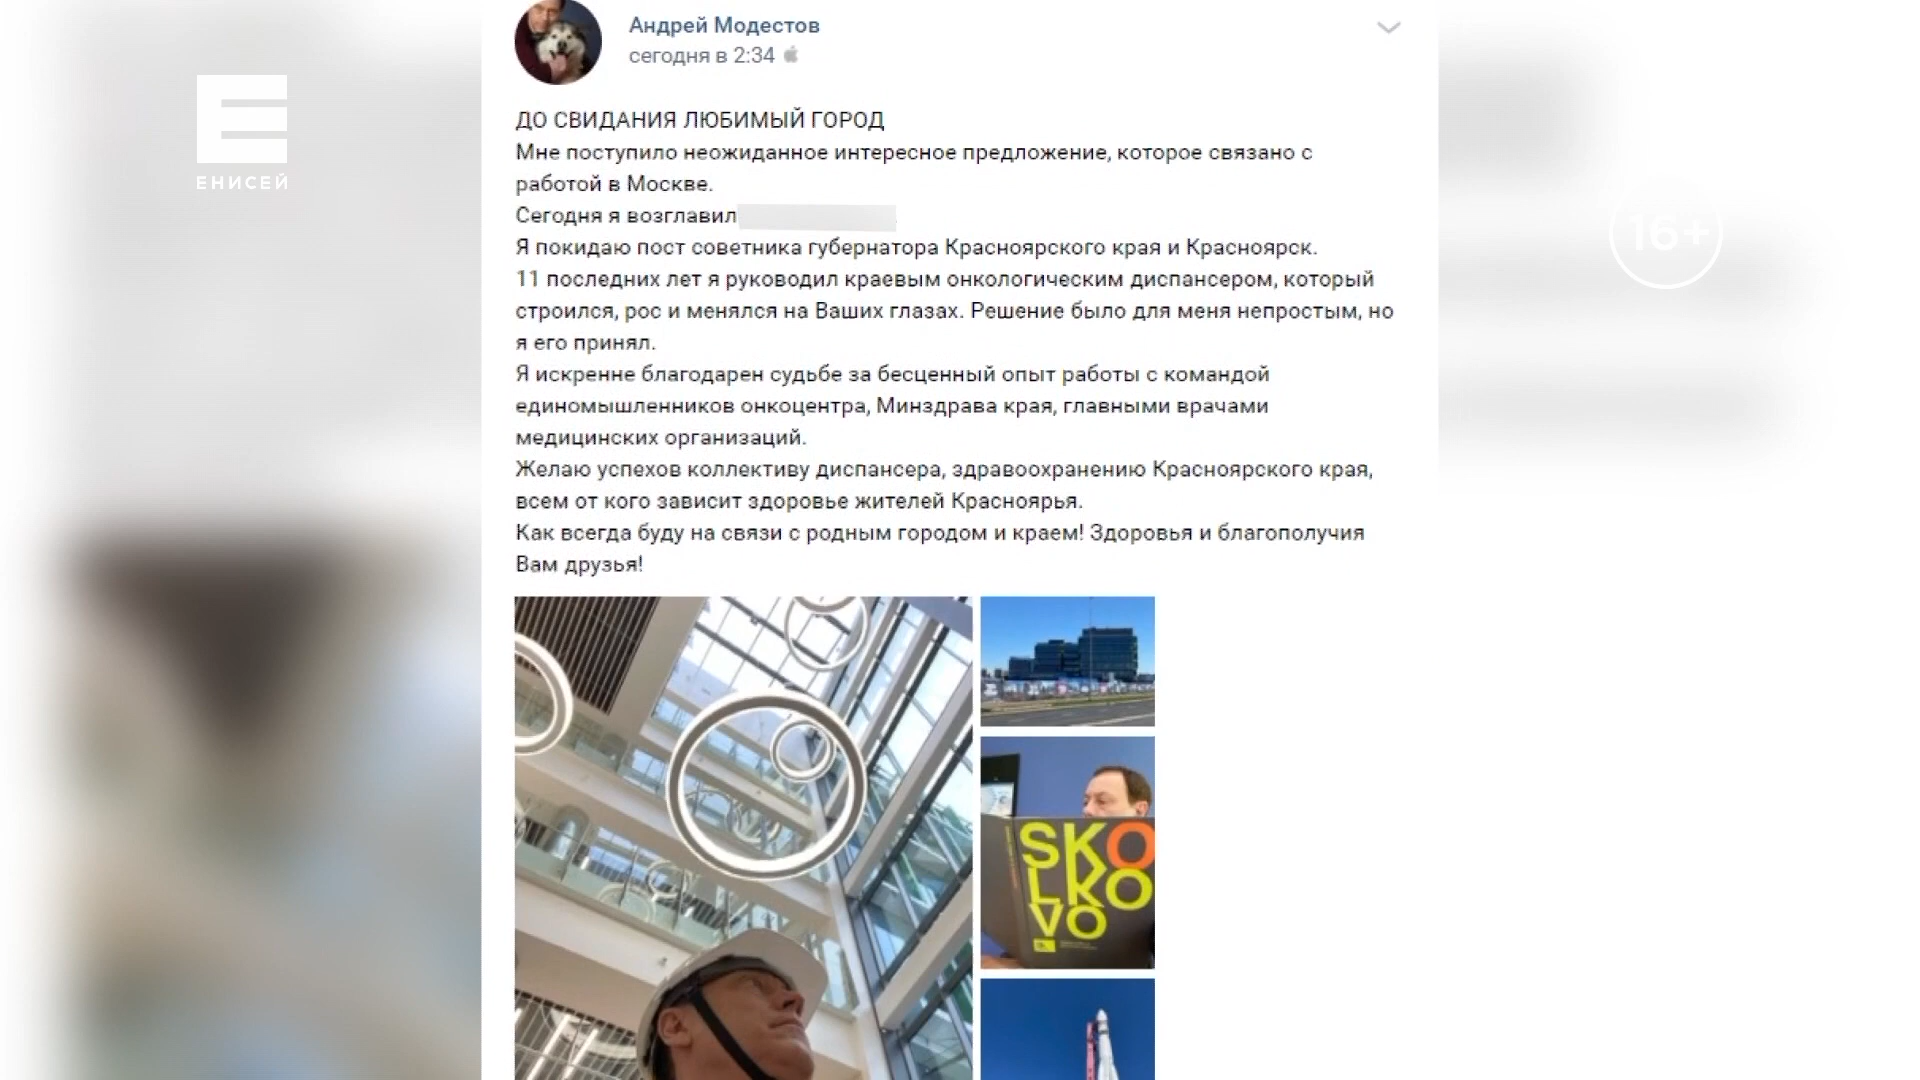 Андрей Модестов
сегодня в 2:34
ЕНИСЕЙ
16+
ДО СВИДАНИЯ ЛЮБИМЫЙ ГОРОД
Мне поступило неожиданное интересное предложение, которое связано с
работой в Москве.
Сегодня я возглавил
Я покидаю пост советника губернатора Красноярского края и Красноярск.
11 последних лет я руководил краевым онкологическим диспансером, который
строился, рос и менялся на Ваших глазах. Решение было для меня непростым, но
я его принял.
Я искренне благодарен судьбе за бесценный опыт работы с командой
единомышленников онкоцентра, Минздрава края, главными врачами
медицинских организаций.
Желаю успехов коллективу диспансера, здравоохранению Красноярского края,
всем от кого зависит здоровье жителей Красноярья.
Как всегда буду на связи с родным городом и краем! Здоровья и благополучия
Вам друзья!
SKO
LKO
VO